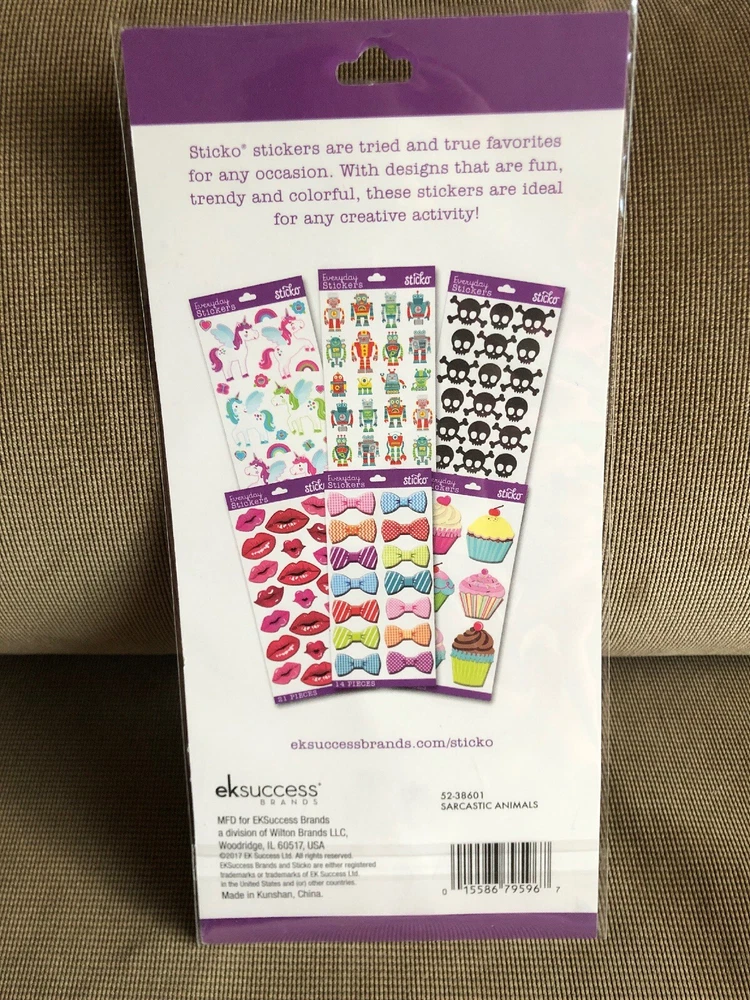 Sticko® stickers are tried and true favorites
for any occasion. With designs that are fun,
trendy and colorful, these stickers are ideal
for any creative activity!
Everyday
Stickers
sticko
Everyday
Stickers
sticko
Everyday
Stickers
sticko
Everyday
Stickers
stick
Everyday
Stickers
sticko
sticko
21 PIECES
14 PIECES
eksuccessbrands.com/sticko
eksuccess®
BRANDS
52-38601
SARCASTIC ANIMALS
MFD for EKSuccess Brands
a division of Wilton Brands LLC,
Woodridge, IL 60517, USA
©2017 EK Success Ltd. All rights reserved.
EKSuccess Brands and Sticko are either registered
trademarks or trademarks of EK Success Ltd.
in the United States and (or) other countries.
Made in Kunshan, China.
0 15586 79596 7